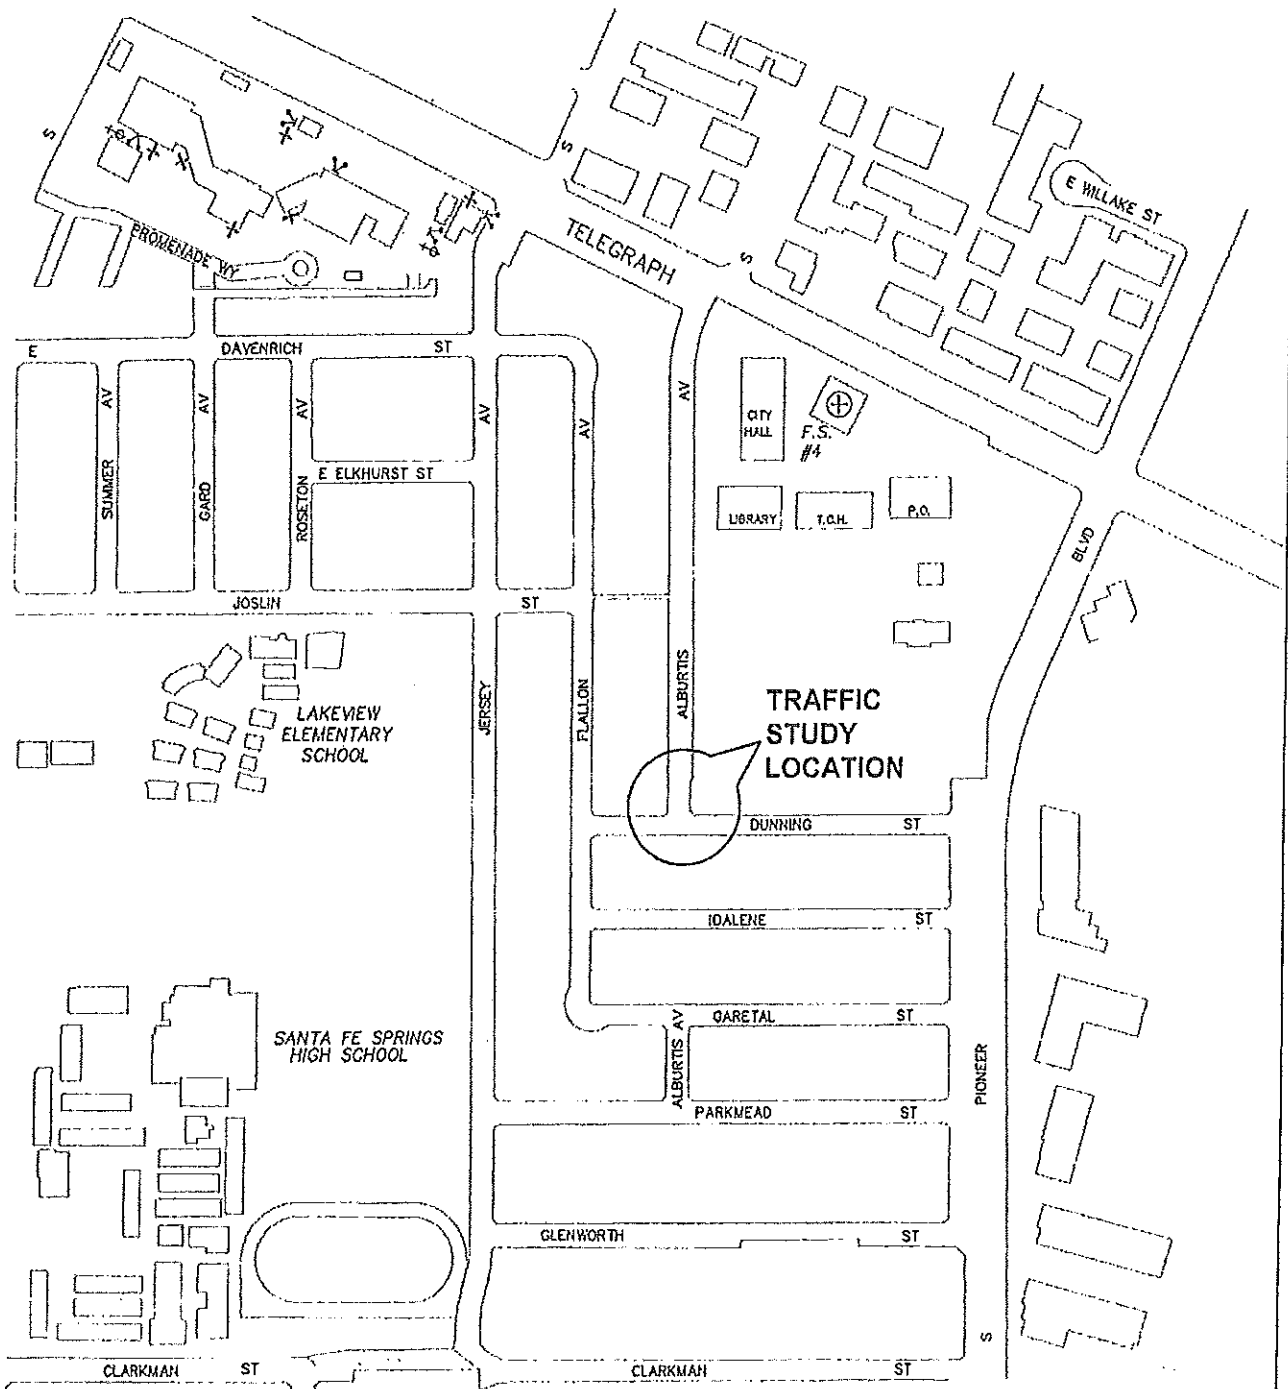 S
S
E WILLAKE ST
PROMENADE WY
TELEGRAPH
S
E
DAVENRICH
ST
AV
AV
AV
AV
AV
AV
CITY
HALL
F.S.
#4
SUMMER
GARD
ROSETON
E ELKHURST ST
LIBRARY
T.C.H.
P.O.
BLVD
JOSLIN
ST
LAKEVIEW
ELEMENTARY
SCHOOL
JERSEY
FLALLON
ALBURTIS
TRAFFIC
STUDY
LOCATION
DUNNING
ST
IDALENE
ST
GARETAL
ST
ALBURTIS AV
SANTA FE SPRINGS
HIGH SCHOOL
PIONEER
PARKMEAD
ST
GLENWORTH
ST
S
CLARKMAN
ST
CLARKMAN
ST